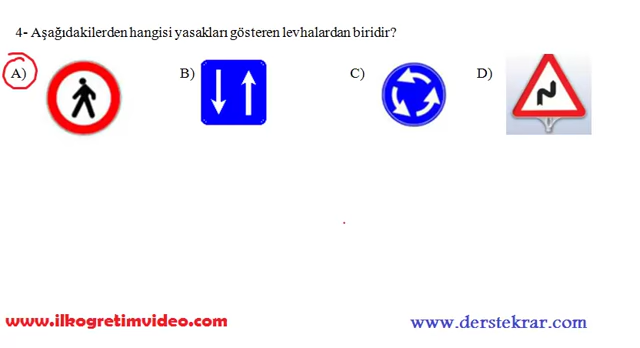 4- Aşağıdakilerden hangisi yasakları gösteren levhalardan biridir?
A) B) C) D)
www.ilkogretimvideo.com
www.derstekrar.com